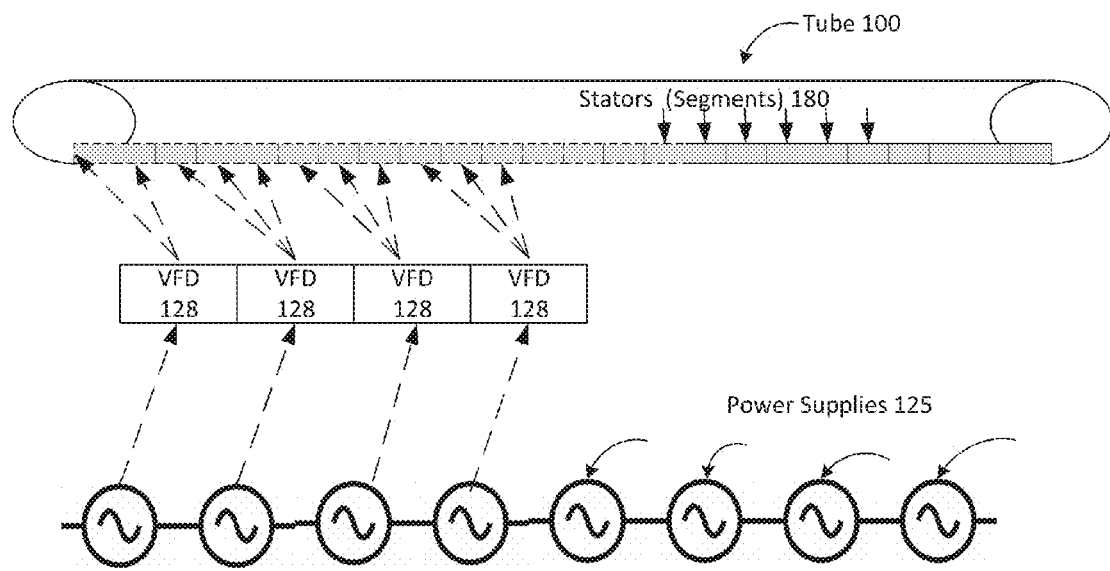 Tube 100
Stators (Segments) 180
VFD VFD VFD VFD
128 128 128 128
Power Supplies 125